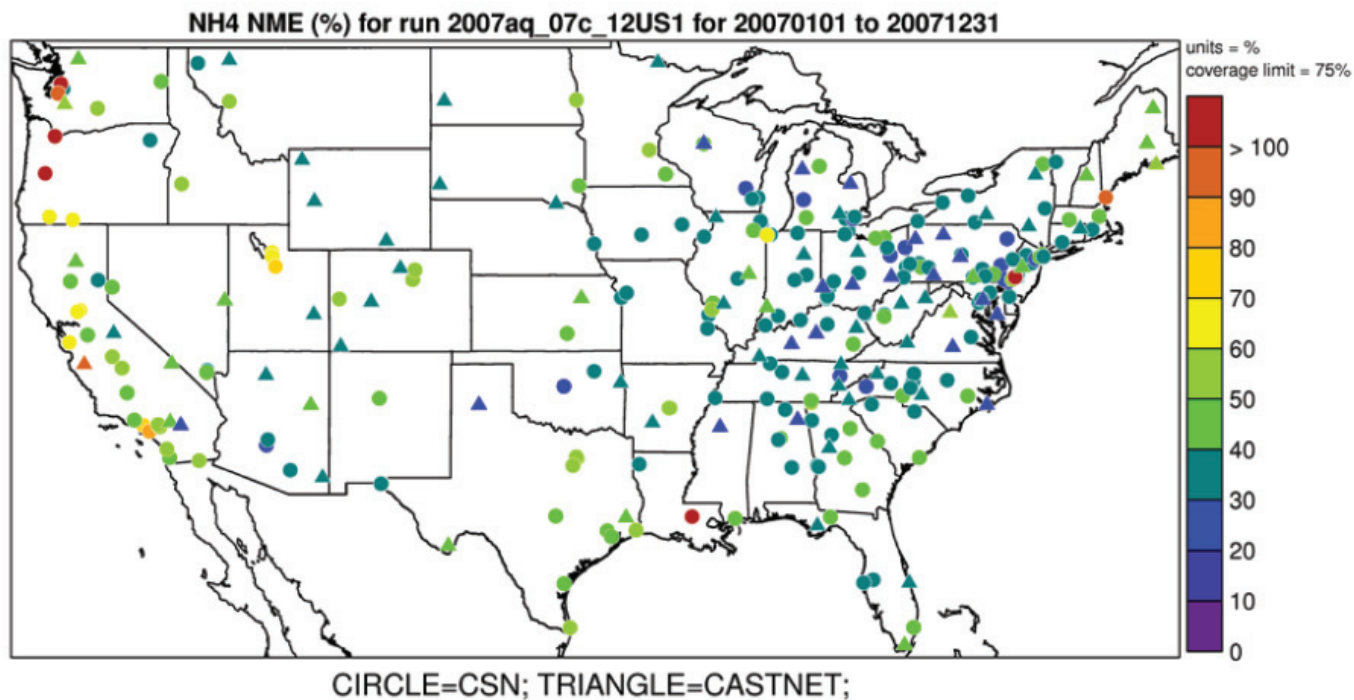 NH4 NME (%) for run 2007aq_07c_12US1 for 20070101 to 20071231
units = %
coverage limit = 75%
> 100
90
80
70
60
50
40
30
20
10
0
CIRCLE=CSN; TRIANGLE=CASTNET;